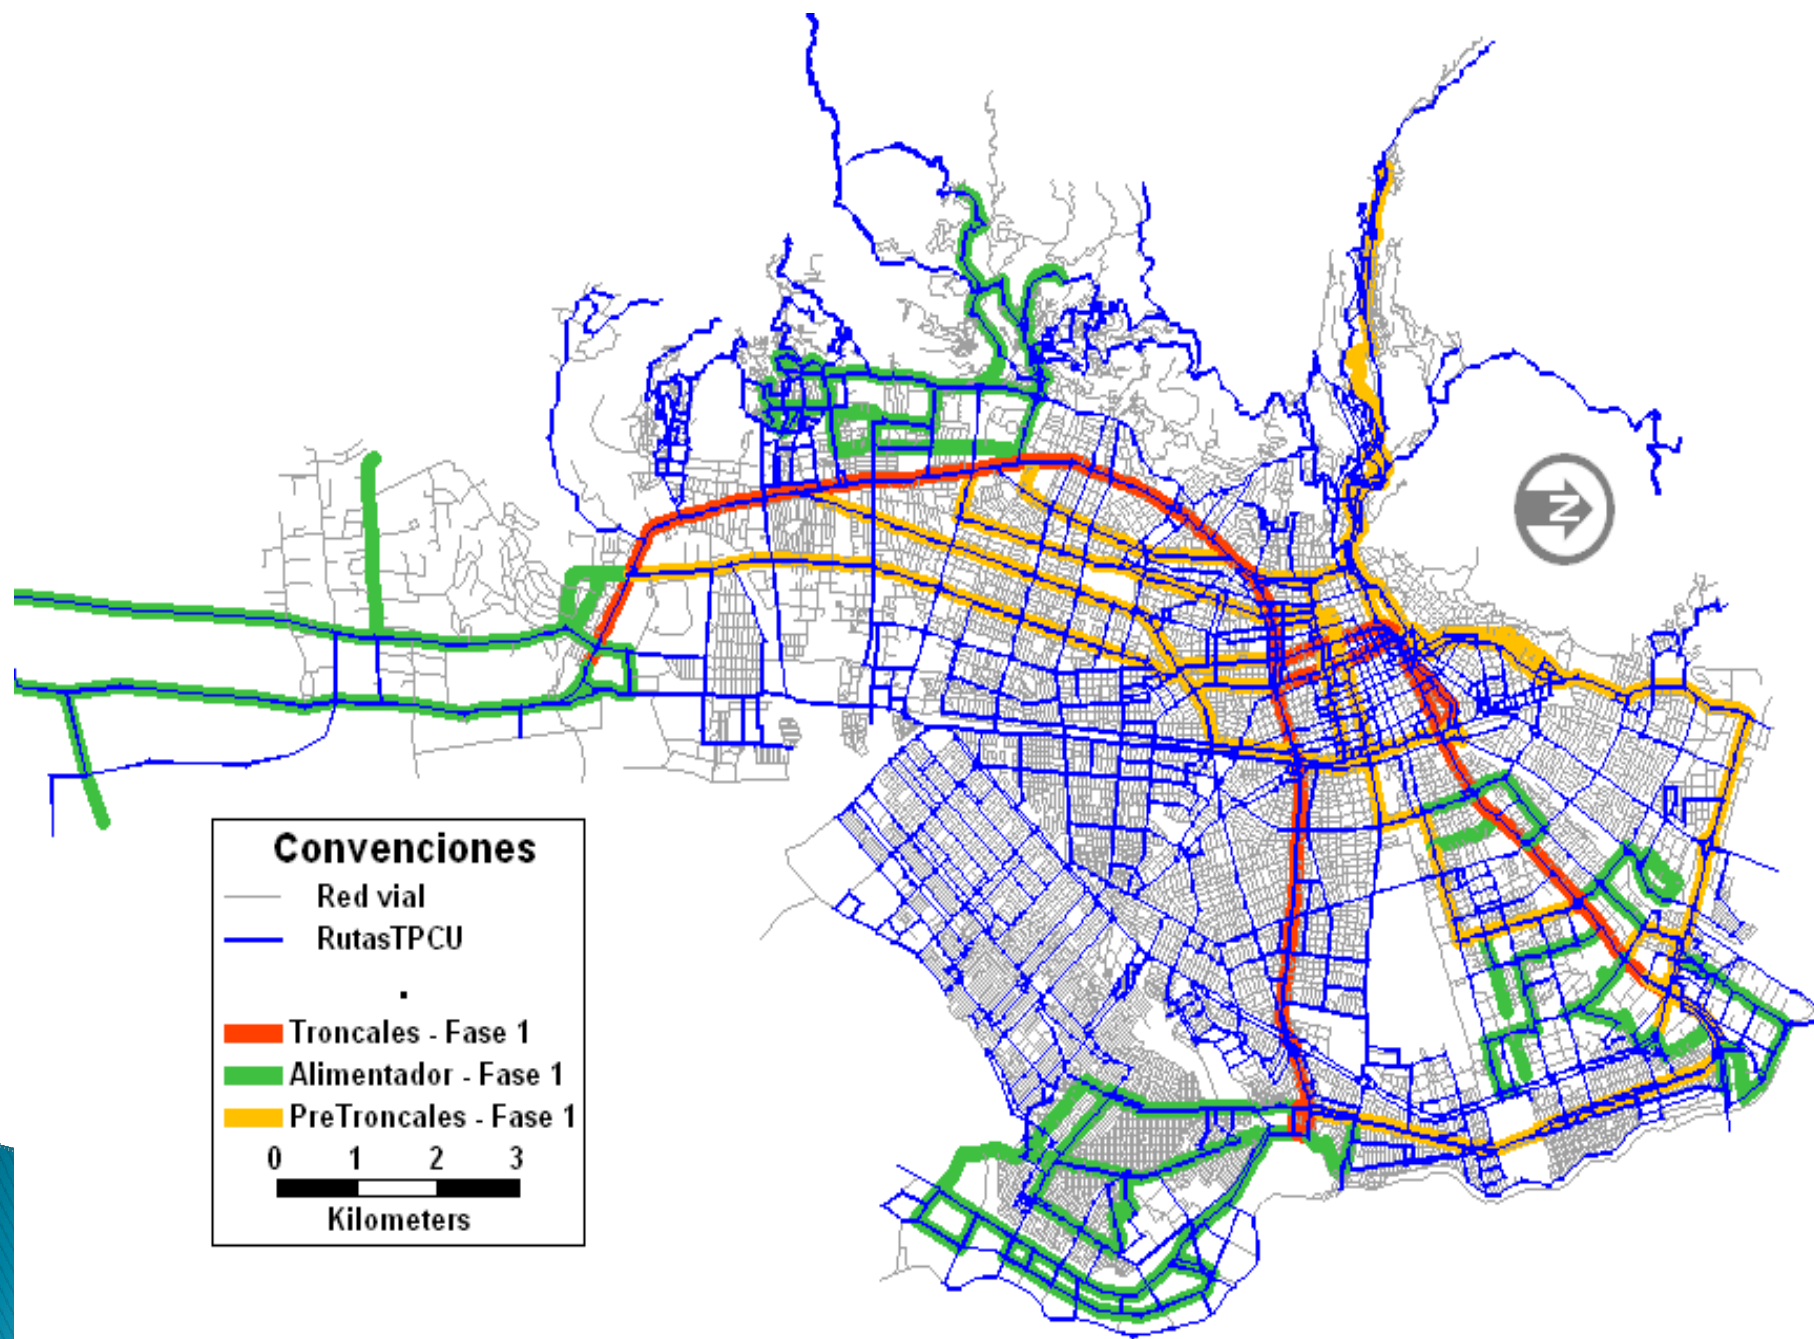 N
Convenciones
Red vial
RutasTPCU
.
Troncales - Fase 1
Alimentador - Fase 1
PreTroncales - Fase 1
0 1 2 3
Kilometers